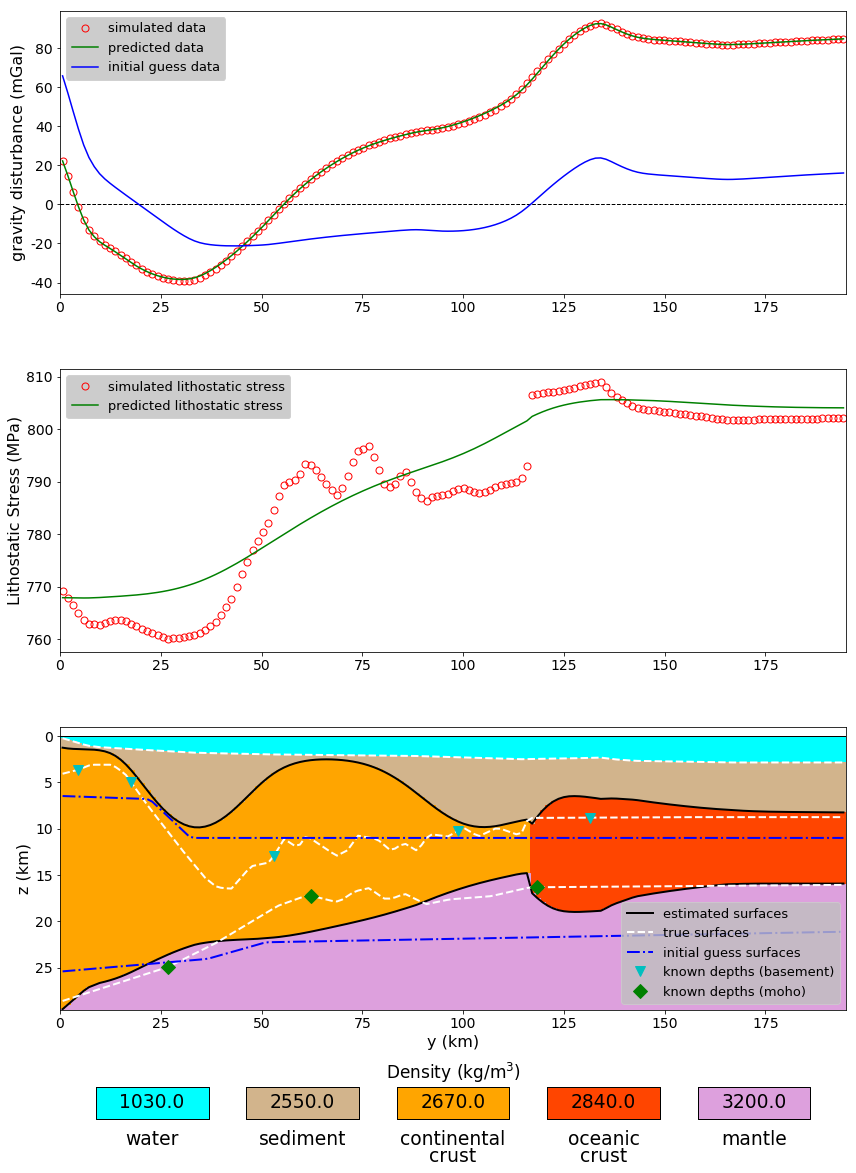 simulated data
predicted data
initial guess data
gravity disturbance (mGal)
80
60
40
20
0
-20
-40
0 25 50 75 100 125 150 175
simulated lithostatic stress
predicted lithostatic stress
Lithostatic Stress (MPa)
810
800
790
780
770
760
0 25 50 75 100 125 150 175
z (km)
0
5
10
15
20
25
estimated surfaces
true surfaces
initial guess surfaces
known depths (basement)
known depths (moho)
0 25 50 75 100 125 150 175
y (km)
Density (kg/m³)
1030.0 2550.0 2670.0 2840.0 3200.0
water sediment continental oceanic mantle
crust crust